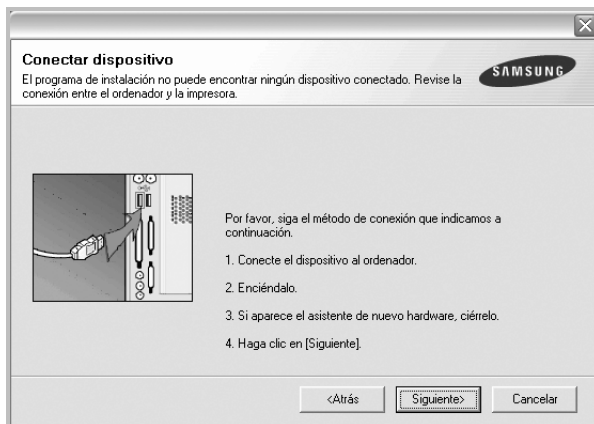 Conectar dispositivo
El programa de instalación no puede encontrar ningún dispositivo conectado. Revise la
conexión entre el ordenador y la impresora.
SAMSUNG
Por favor, siga el método de conexión que indicamos a
continuación.
1. Conecte el dispositivo al ordenador.
2. Enciéndalo.
3. Si aparece el asistente de nuevo hardware, ciérrelo.
4. Haga clic en [Siguiente].
<Atrás
Siguiente>
Cancelar